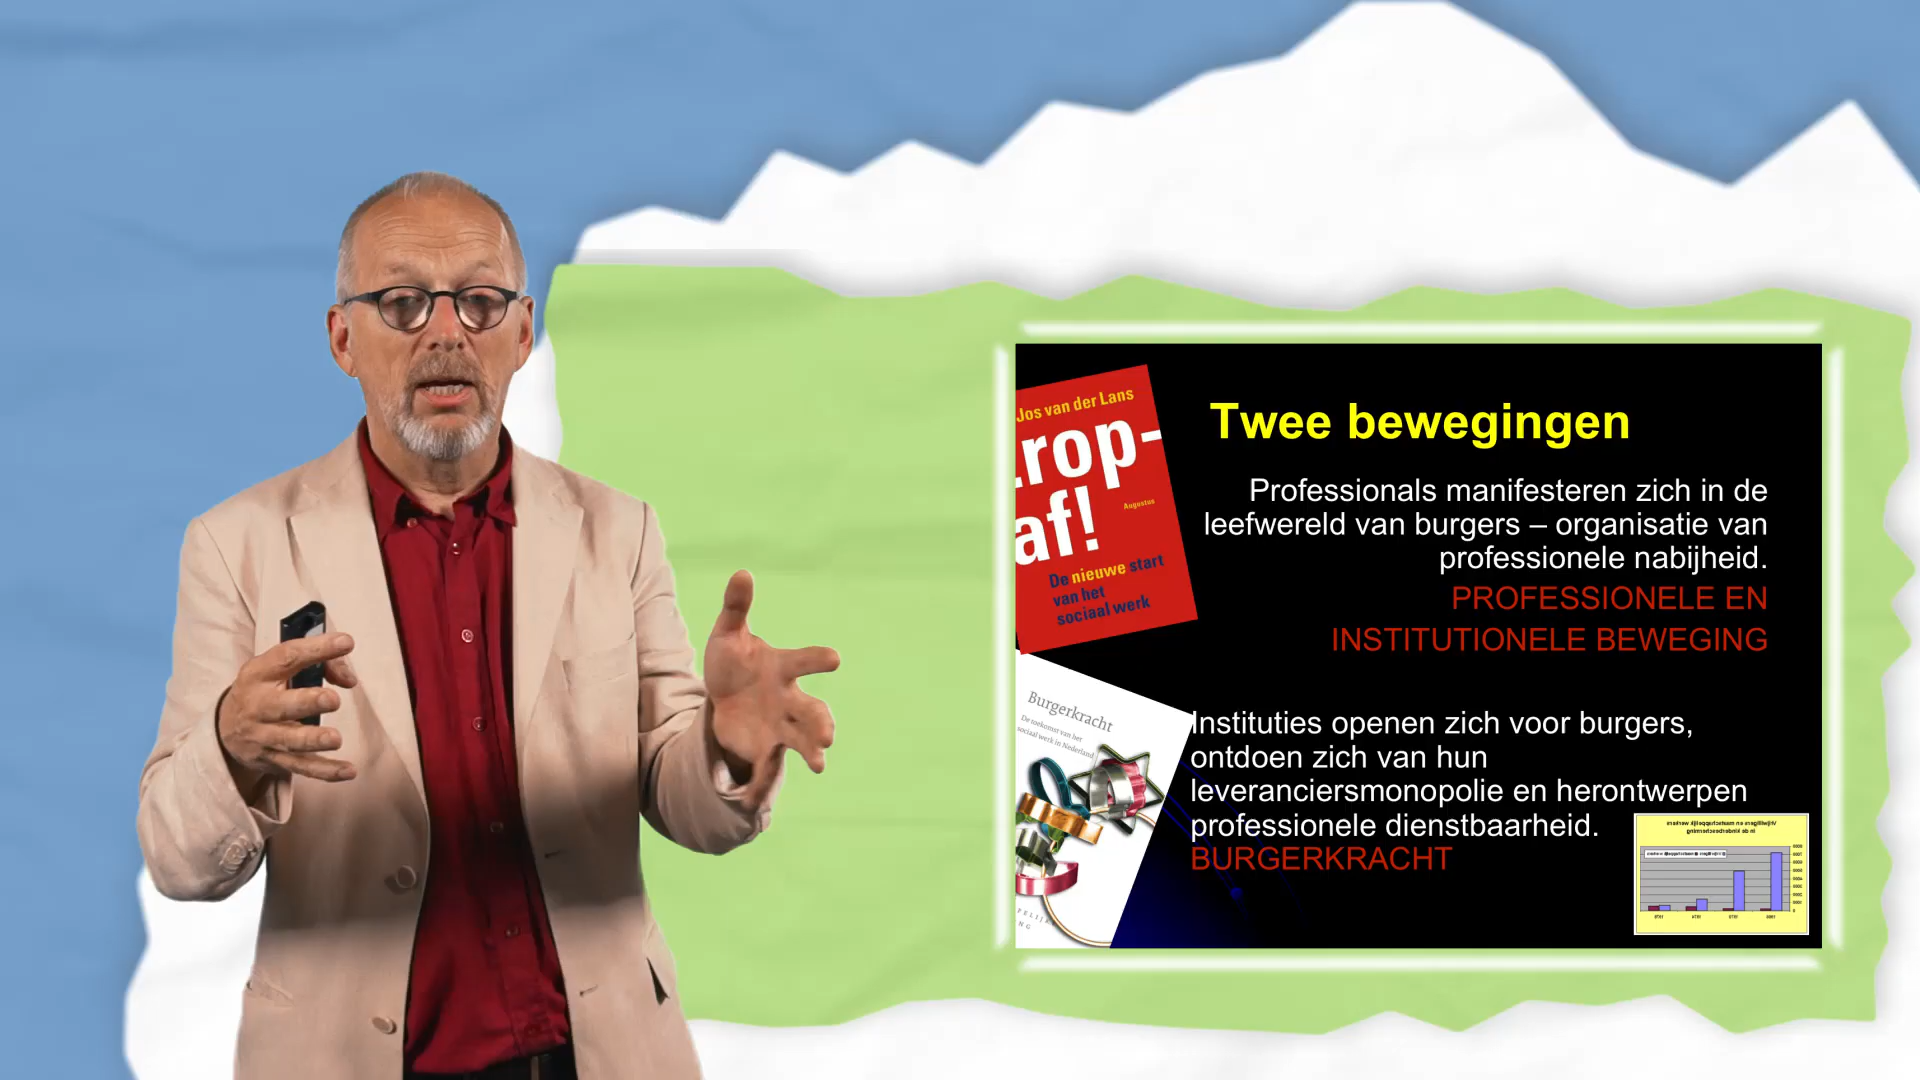 Jos van der Lans
rop-
af!
Augustus
De nieuwe start
van het
sociaal werk
Twee bewegingen
Professionals manifesteren zich in de
leefwereld van burgers – organisatie van
professionele nabijheid.
PROFESSIONELE EN
INSTITUTIONELE BEWEGING
Burgerkracht
De toekomst van het
sociaal werk in Nederland
Instituties openen zich voor burgers,
ontdoen zich van hun
leveranciersmonopolie en herontwerpen
professionele dienstbaarheid.
BURGERKRACHT